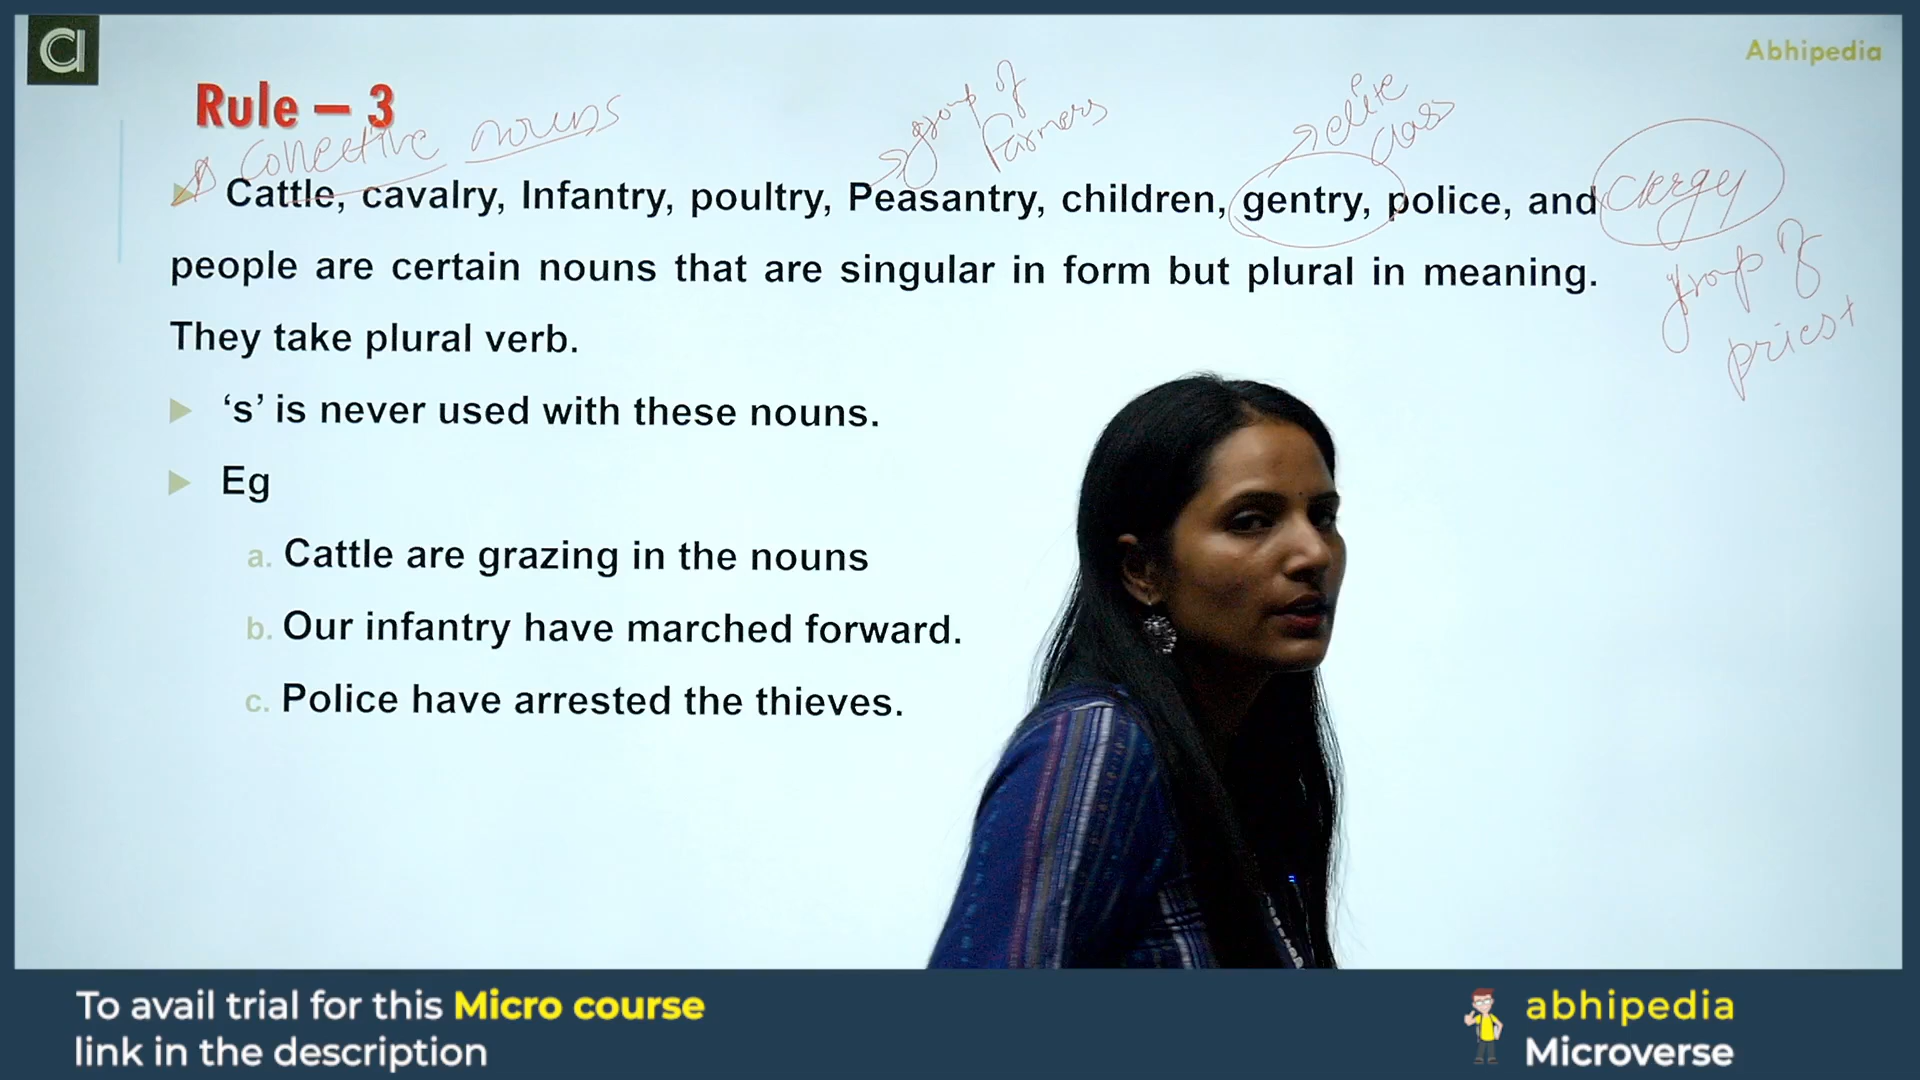 Abhipedia
Rule – 3
Collective nouns
group of
farmers
elite
class
Cattle, cavalry, Infantry, poultry, Peasantry, children, gentry, police, and clergy
people are certain nouns that are singular in form but plural in meaning.
group of
priest
They take plural verb.
‘s’ is never used with these nouns.
Eg
a. Cattle are grazing in the nouns
b. Our infantry have marched forward.
c. Police have arrested the thieves.
To avail trial for this Micro course
link in the description
abhipedia
Microverse